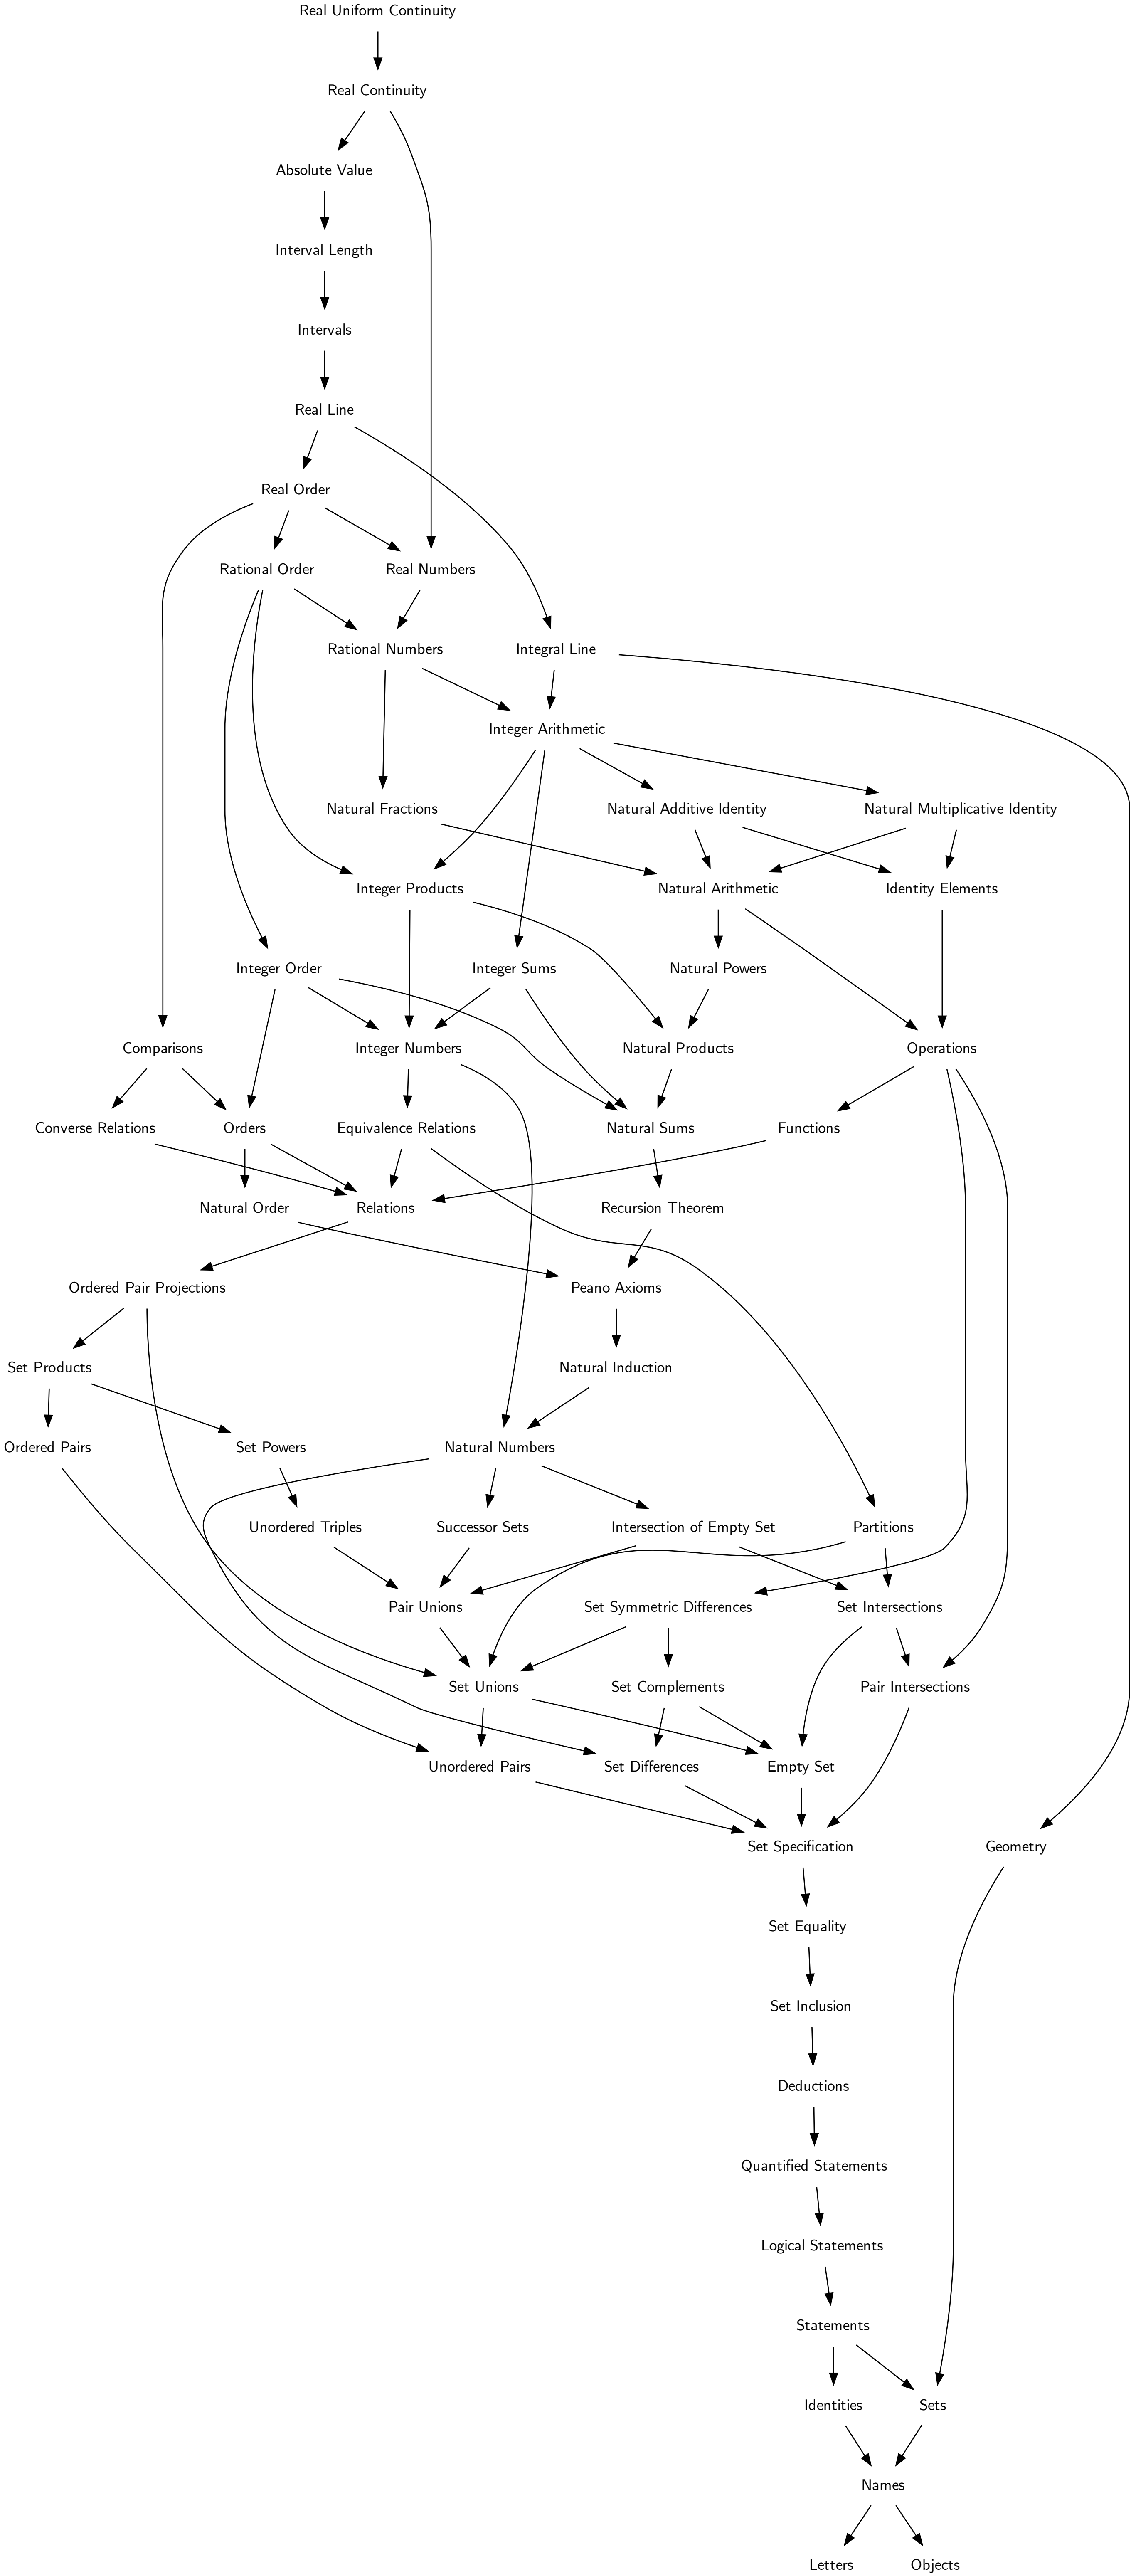 Real Uniform Continuity
Real Continuity
Absolute Value
Interval Length
Intervals
Real Line
Real Order
Rational Order
Real Numbers
Rational Numbers
Integral Line
Integer Arithmetic
Natural Fractions
Natural Additive Identity
Natural Multiplicative Identity
Integer Products
Natural Arithmetic
Identity Elements
Integer Order
Integer Sums
Natural Powers
Comparisons
Integer Numbers
Natural Products
Operations
Converse Relations
Orders
Equivalence Relations
Natural Sums
Functions
Natural Order
Relations
Recursion Theorem
Ordered Pair Projections
Peano Axioms
Set Products
Natural Induction
Ordered Pairs
Set Powers
Natural Numbers
Unordered Triples
Successor Sets
Intersection of Empty Set
Partitions
Pair Unions
Set Symmetric Differences
Set Intersections
Set Unions
Set Complements
Pair Intersections
Unordered Pairs
Set Differences
Empty Set
Set Specification
Geometry
Set Equality
Set Inclusion
Deductions
Quantified Statements
Logical Statements
Statements
Identities
Sets
Names
Letters
Objects